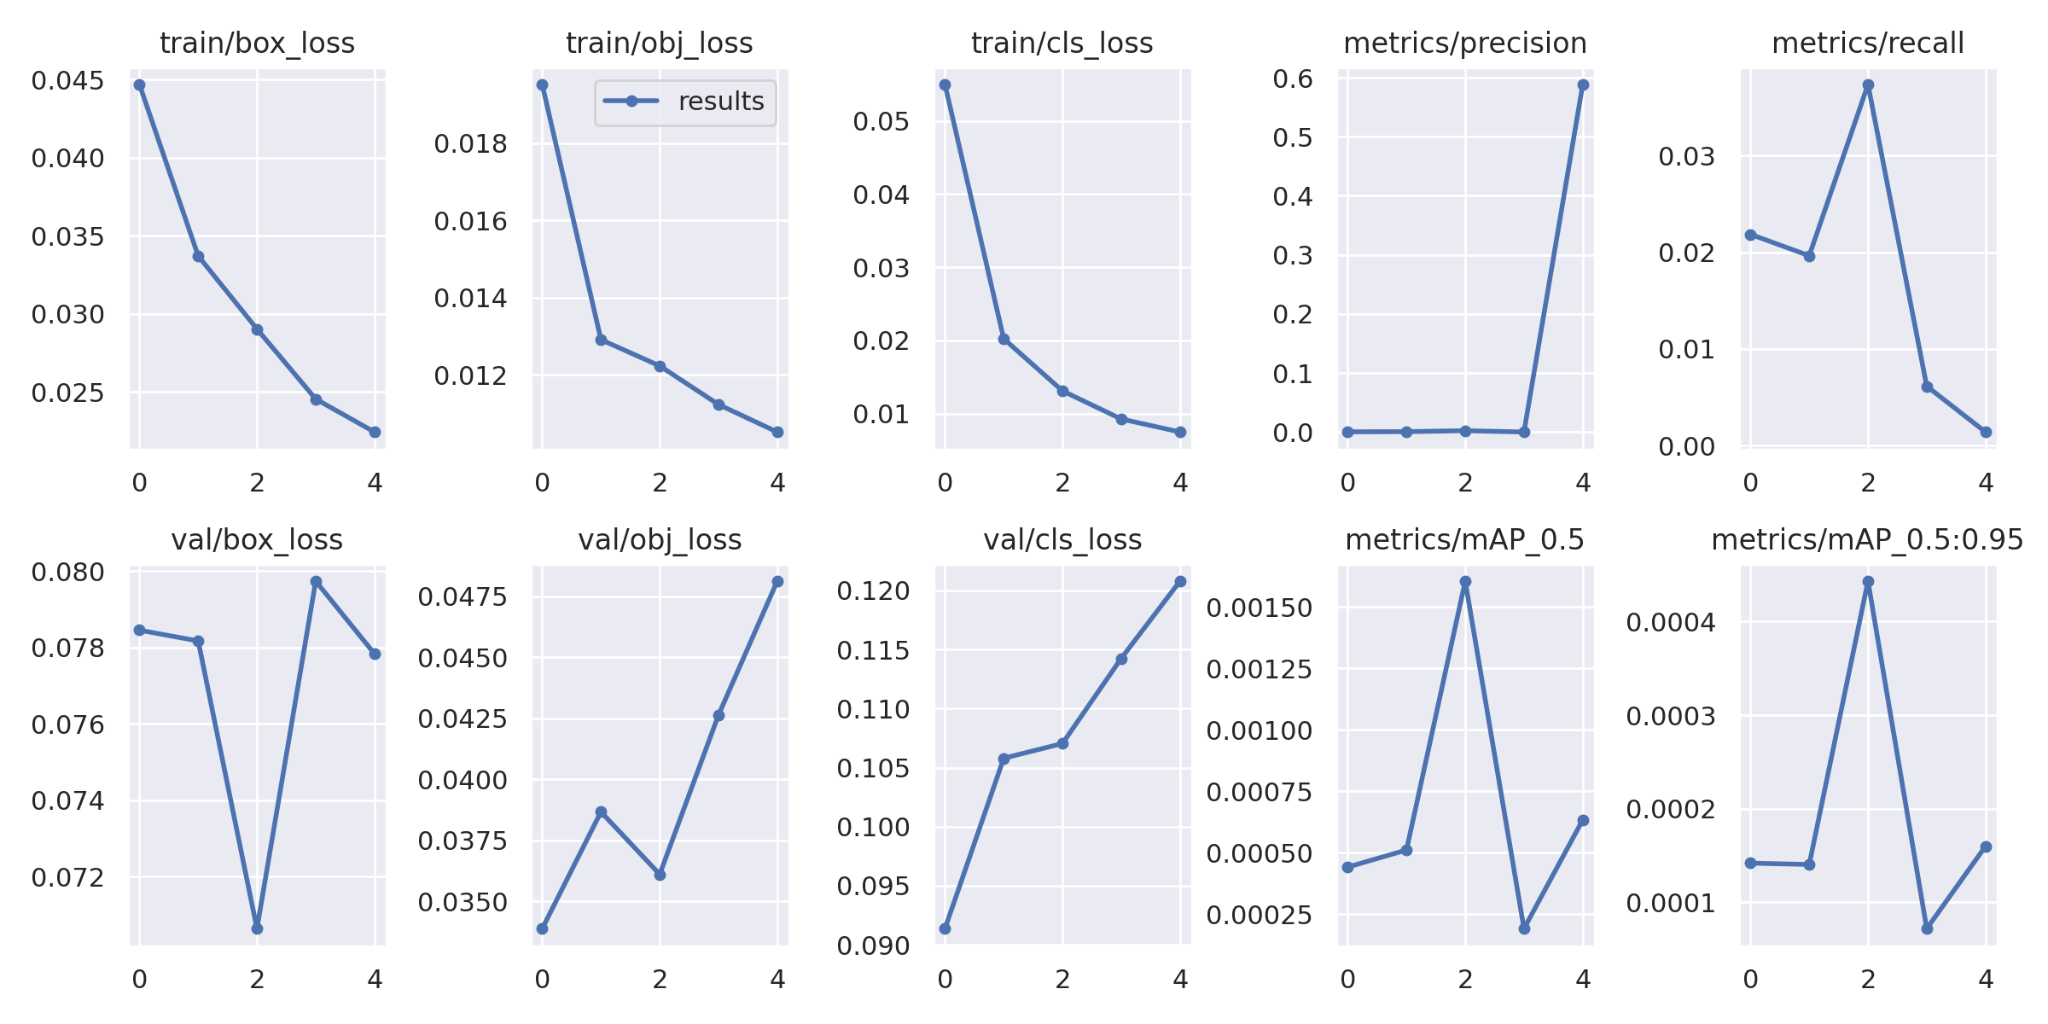 train/box_loss
0.045
0.040
0.035
0.030
0.025
0 2 4
train/obj_loss
results
0.018
0.016
0.014
0.012
0 2 4
train/cls_loss
0.05
0.04
0.03
0.02
0.01
0 2 4
metrics/precision
0.6
0.5
0.4
0.3
0.2
0.1
0.0
0 2 4
metrics/recall
0.03
0.02
0.01
0.00
0 2 4
val/box_loss
0.080
0.078
0.076
0.074
0.072
0 2 4
val/obj_loss
0.0475
0.0450
0.0425
0.0400
0.0375
0.0350
0 2 4
val/cls_loss
0.120
0.115
0.110
0.105
0.100
0.095
0.090
0 2 4
metrics/mAP_0.5
0.00150
0.00125
0.00100
0.00075
0.00050
0.00025
0 2 4
metrics/mAP_0.5:0.95
0.0004
0.0003
0.0002
0.0001
0 2 4